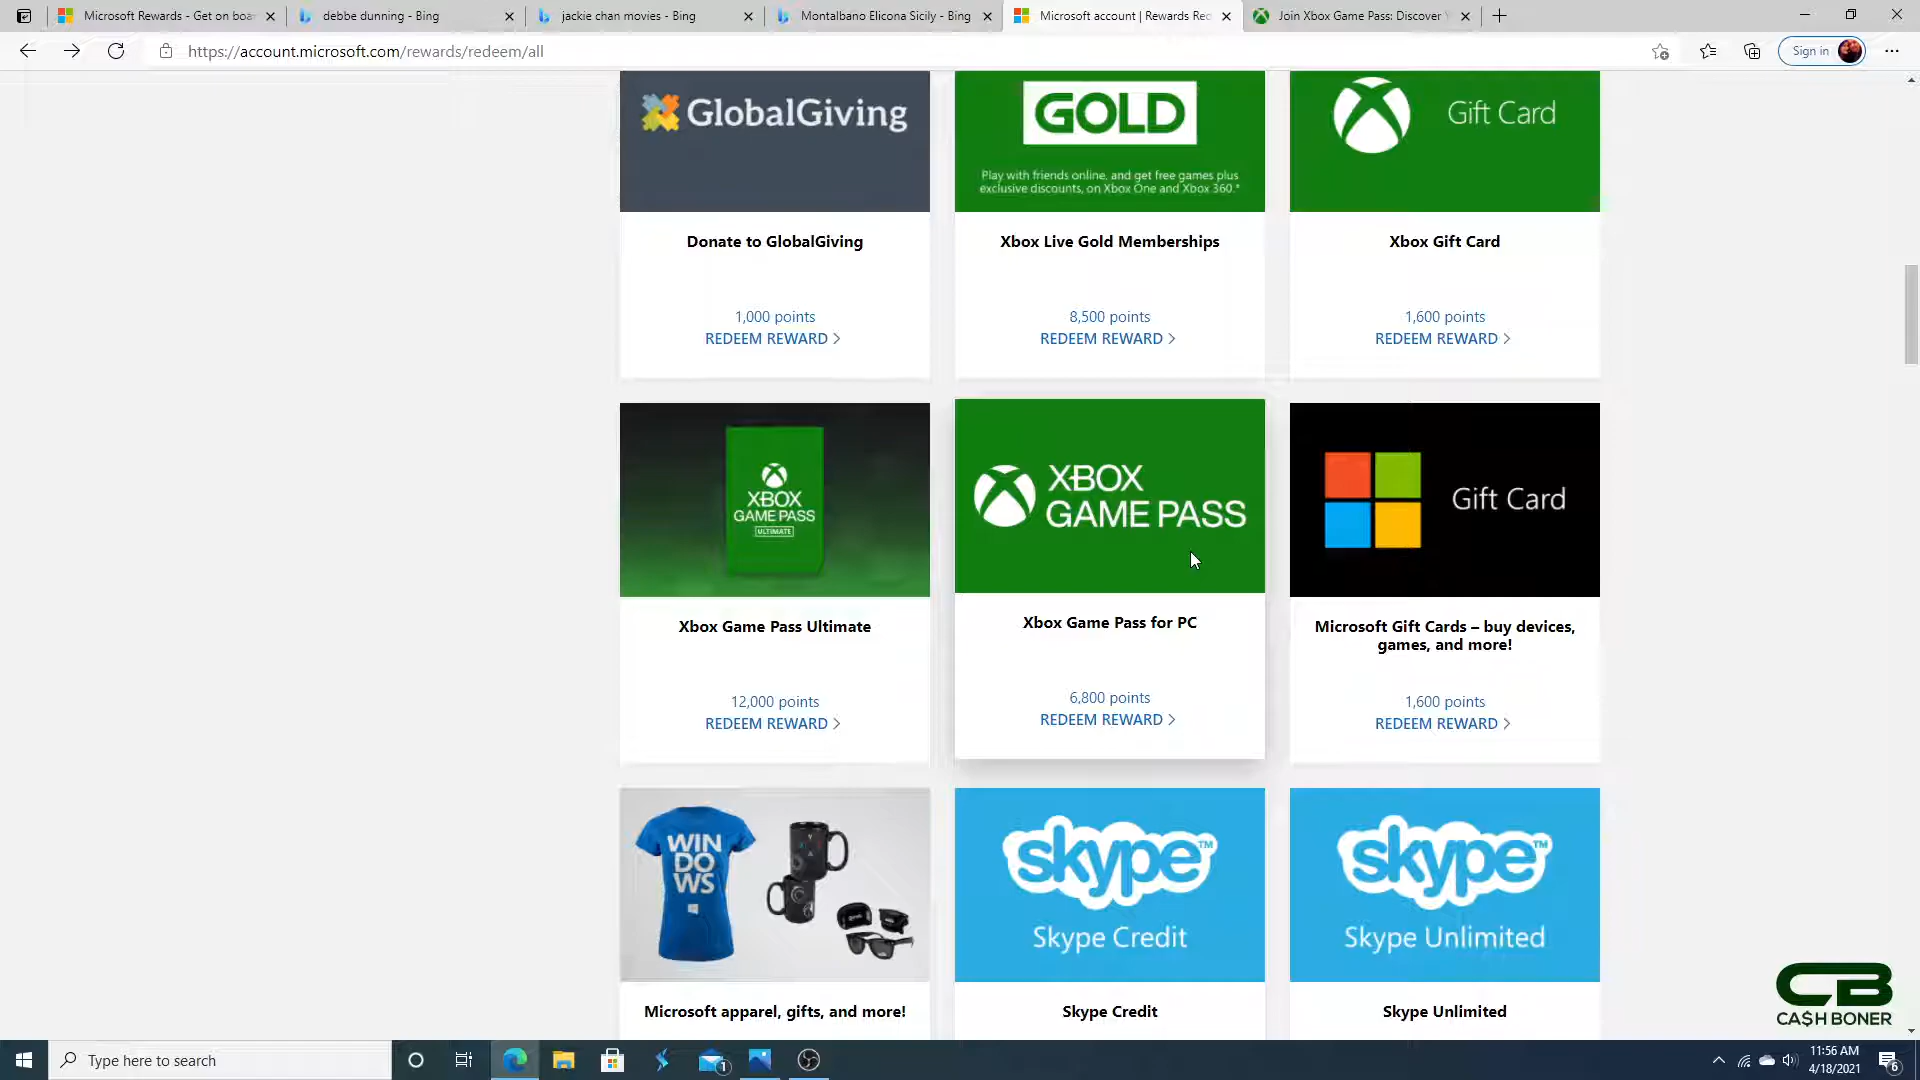 Microsoft Rewards - Get on boa
debbe dunning - Bing
jackie chan movies - Bing
Montalbano Elicona Sicily - Bing
Microsoft account | Rewards Rec
Join Xbox Game Pass: Discover Y
https://account.microsoft.com/rewards/redeem/all
Sign in
GlobalGiving
GOLD
Play with friends online, and get free games plus
exclusive discounts, on Xbox One and Xbox 360.*
Gift Card
Donate to GlobalGiving
Xbox Live Gold Memberships
Xbox Gift Card
1,000 points
8,500 points
1,600 points
REDEEM REWARD
REDEEM REWARD
REDEEM REWARD
XBOX
GAME PASS
ULTIMATE
XBOX
GAME PASS
Gift Card
Xbox Game Pass Ultimate
Xbox Game Pass for PC
Microsoft Gift Cards – buy devices,
games, and more!
12,000 points
6,800 points
1,600 points
REDEEM REWARD
REDEEM REWARD
REDEEM REWARD
WIN
DO
WS
skype™
Skype Credit
skype™
Skype Unlimited
Microsoft apparel, gifts, and more!
Skype Credit
Skype Unlimited
CB
CA$H BONER
Type here to search
1
11:56 AM
4/18/2021
6